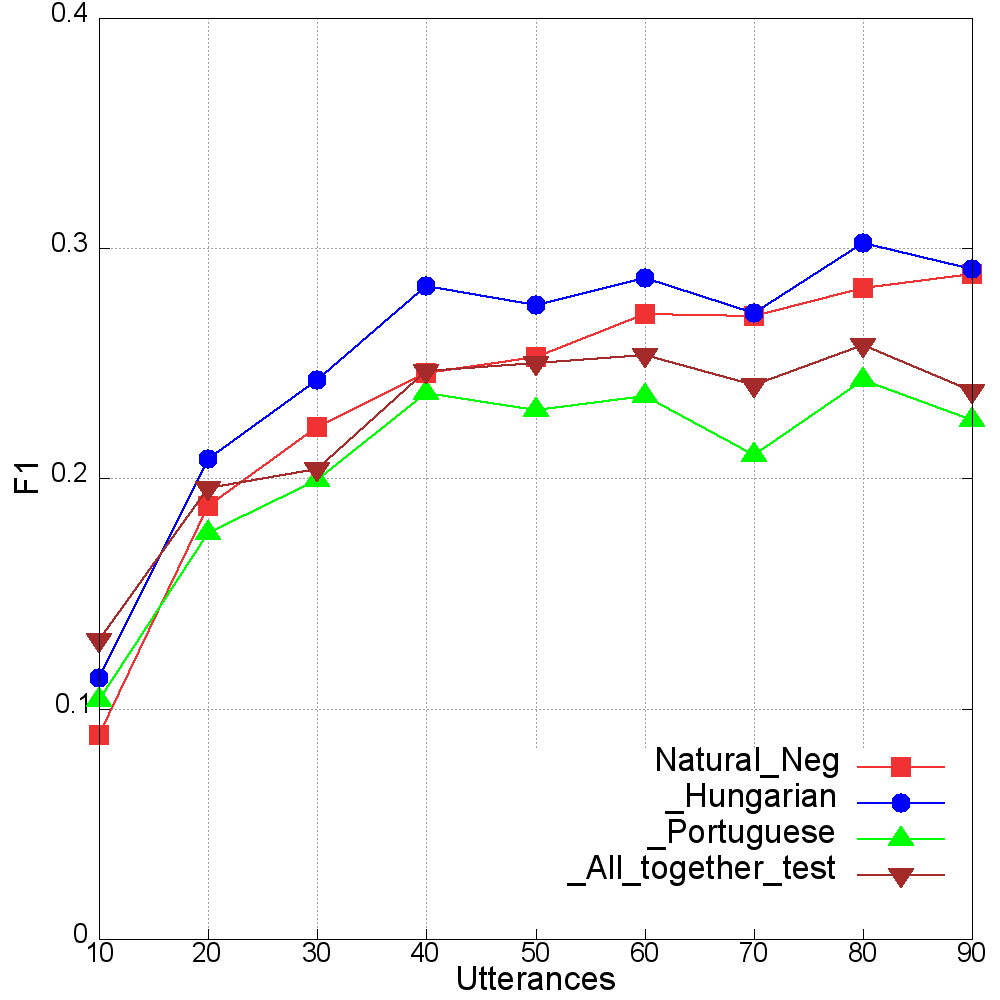 0.4
0.3
0.2
0.1
0
F1
10 20 30 40 50 60 70 80 90
Utterances
Natural_Neg
_Hungarian
_Portuguese
_All_together_test